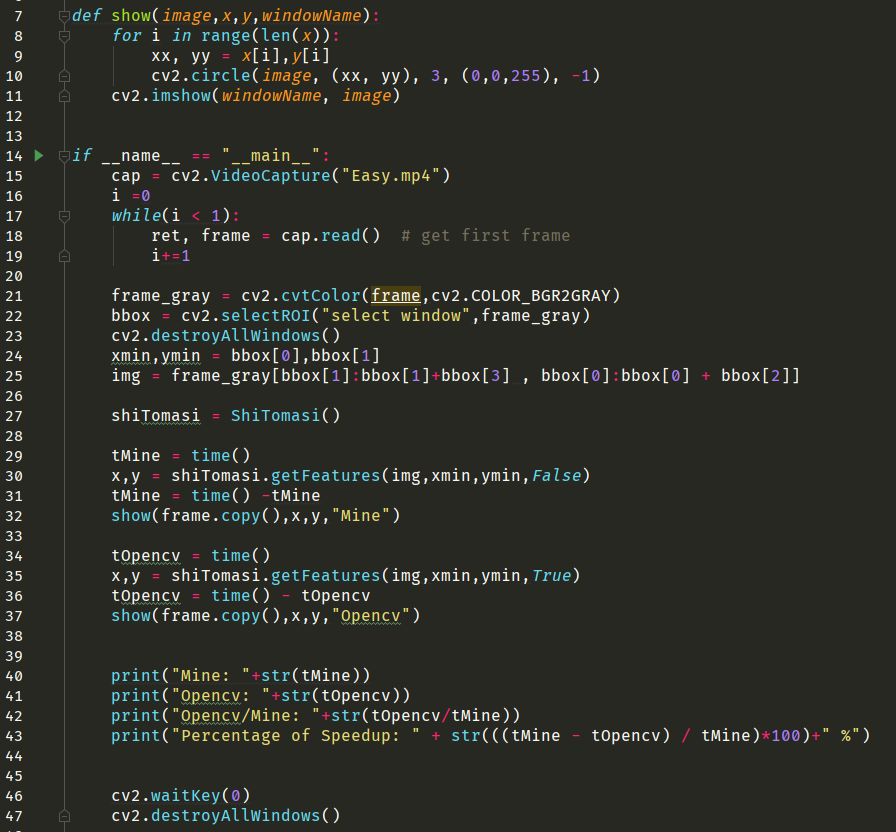 7 def show(image,x,y,windowName):
8 for i in range(len(x)):
9 xx, yy = x[i],y[i]
10 cv2.circle(image, (xx, yy), 3, (0,0,255), -1)
11 cv2.imshow(windowName, image)
12
13
14 if __name__ == "__main__":
15 cap = cv2.VideoCapture("Easy.mp4")
16 i =0
17 while(i < 1):
18 ret, frame = cap.read()  # get first frame
19 i+=1
20
21 frame_gray = cv2.cvtColor(frame,cv2.COLOR_BGR2GRAY)
22 bbox = cv2.selectROI("select window",frame_gray)
23 cv2.destroyAllWindows()
24 xmin,ymin = bbox[0],bbox[1]
25 img = frame_gray[bbox[1]:bbox[1]+bbox[3] , bbox[0]:bbox[0] + bbox[2]]
26
27 shiTomasi = ShiTomasi()
28
29 tMine = time()
30 x,y = shiTomasi.getFeatures(img,xmin,ymin,False)
31 tMine = time() -tMine
32 show(frame.copy(),x,y,"Mine")
33
34 tOpencv = time()
35 x,y = shiTomasi.getFeatures(img,xmin,ymin,True)
36 tOpencv = time() - tOpencv
37 show(frame.copy(),x,y,"Opencv")
38
39
40 print("Mine: "+str(tMine))
41 print("Opencv: "+str(tOpencv))
42 print("Opencv/Mine: "+str(tOpencv/tMine))
43 print("Percentage of Speedup: " + str(((tMine - tOpencv) / tMine)*100)+" %")
44
45
46 cv2.waitKey(0)
47 cv2.destroyAllWindows()